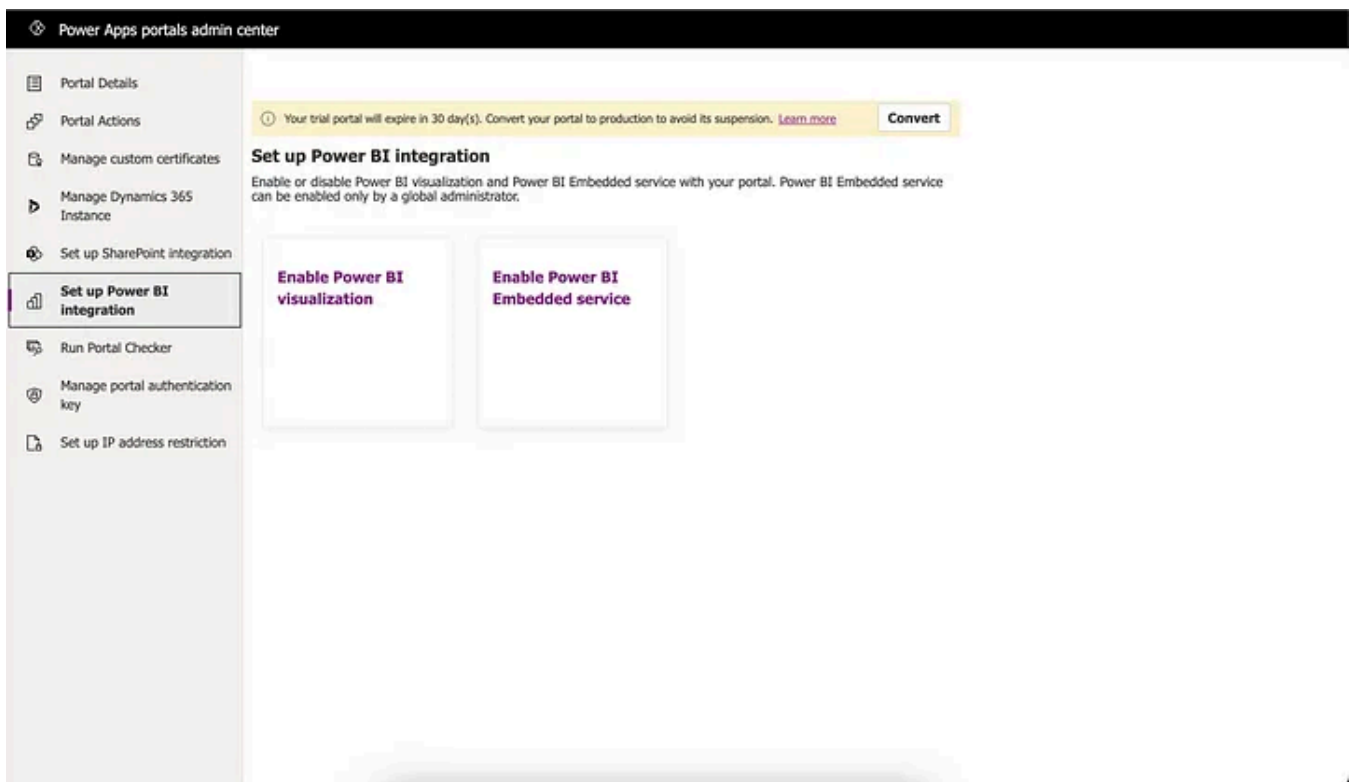 Power Apps portals admin center
Portal Details
Portal Actions
Manage custom certificates
Manage Dynamics 365
Instance
Set up SharePoint integration
Set up Power BI
integration
Run Portal Checker
Manage portal authentication
key
Set up IP address restriction
Your trial portal will expire in 30 day(s). Convert your portal to production to avoid its suspension. Learn more
Convert
Set up Power BI integration
Enable or disable Power BI visualization and Power BI Embedded service with your portal. Power BI Embedded service
can be enabled only by a global administrator.
Enable Power BI
visualization
Enable Power BI
Embedded service